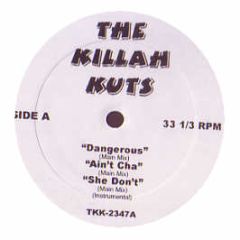 THE
KILLAH
KUTS
SIDE A
33 1/3 RPM
"Dangerous"
(Main Mix)
"Ain't Cha"
(Main Mix)
"She Don't"
(Main Mix)
(Instrumental)
TKK-2347A